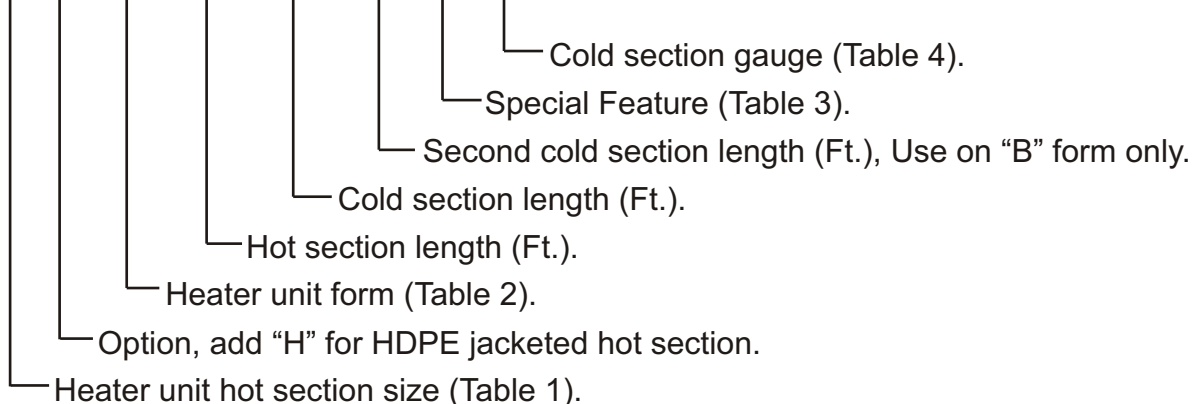 Cold section gauge (Table 4).
Special Feature (Table 3).
Second cold section length (Ft.), Use on “B” form only.
Cold section length (Ft.).
Hot section length (Ft.).
Heater unit form (Table 2).
Option, add “H” for HDPE jacketed hot section.
Heater unit hot section size (Table 1).